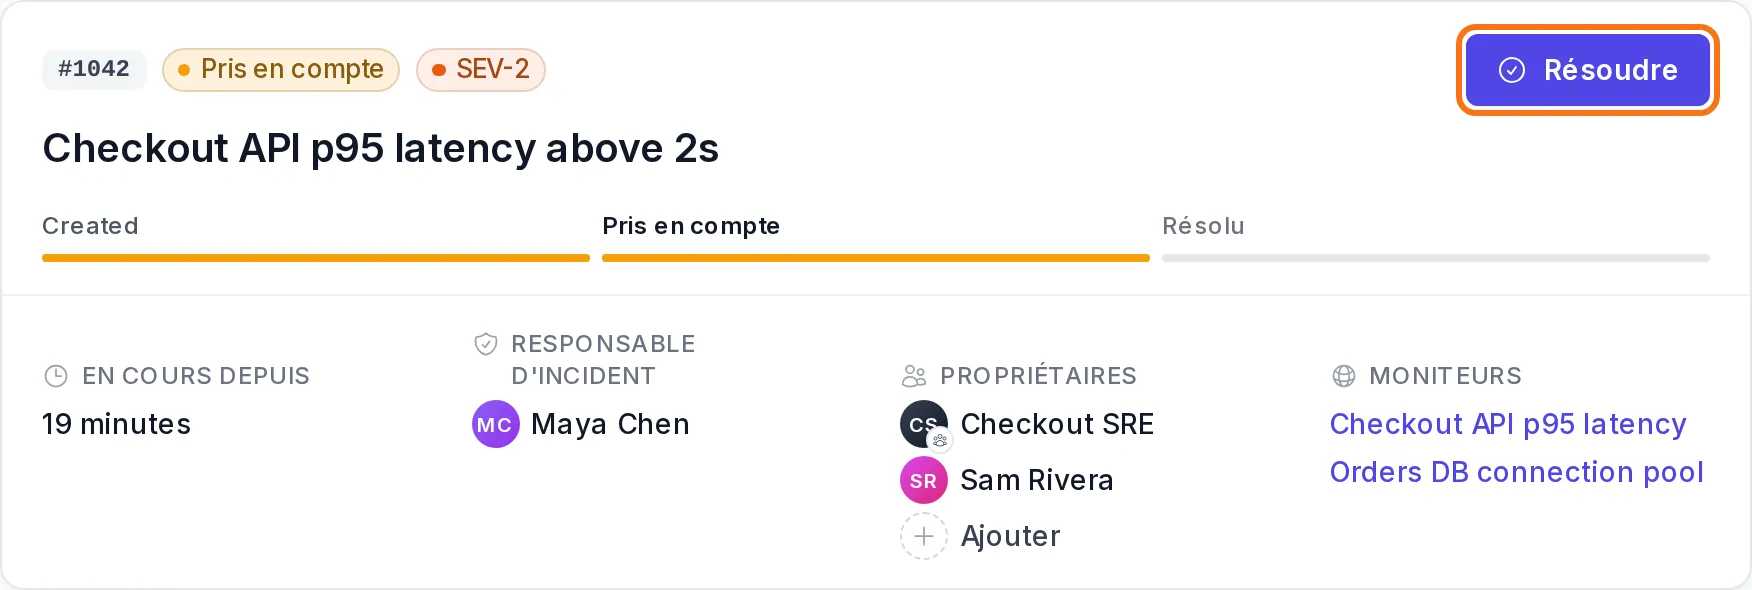 #1042
Pris en compte
SEV-2
Résoudre
Checkout API p95 latency above 2s
Created
Pris en compte
Résolu
EN COURS DEPUIS
19 minutes
RESPONSABLE
D'INCIDENT
MC
Maya Chen
PROPRIÉTAIRES
CS
Checkout SRE
SR
Sam Rivera
Ajouter
MONITEURS
Checkout API p95 latency
Orders DB connection pool